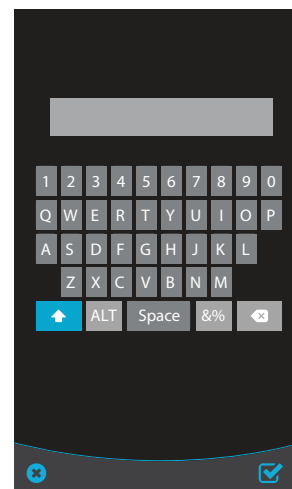 1 2 3 4 5 6 7 8 9 0
Q W E R T Y U I O P
A S D F G H J K L
Z X C V B N M
ALT Space &%